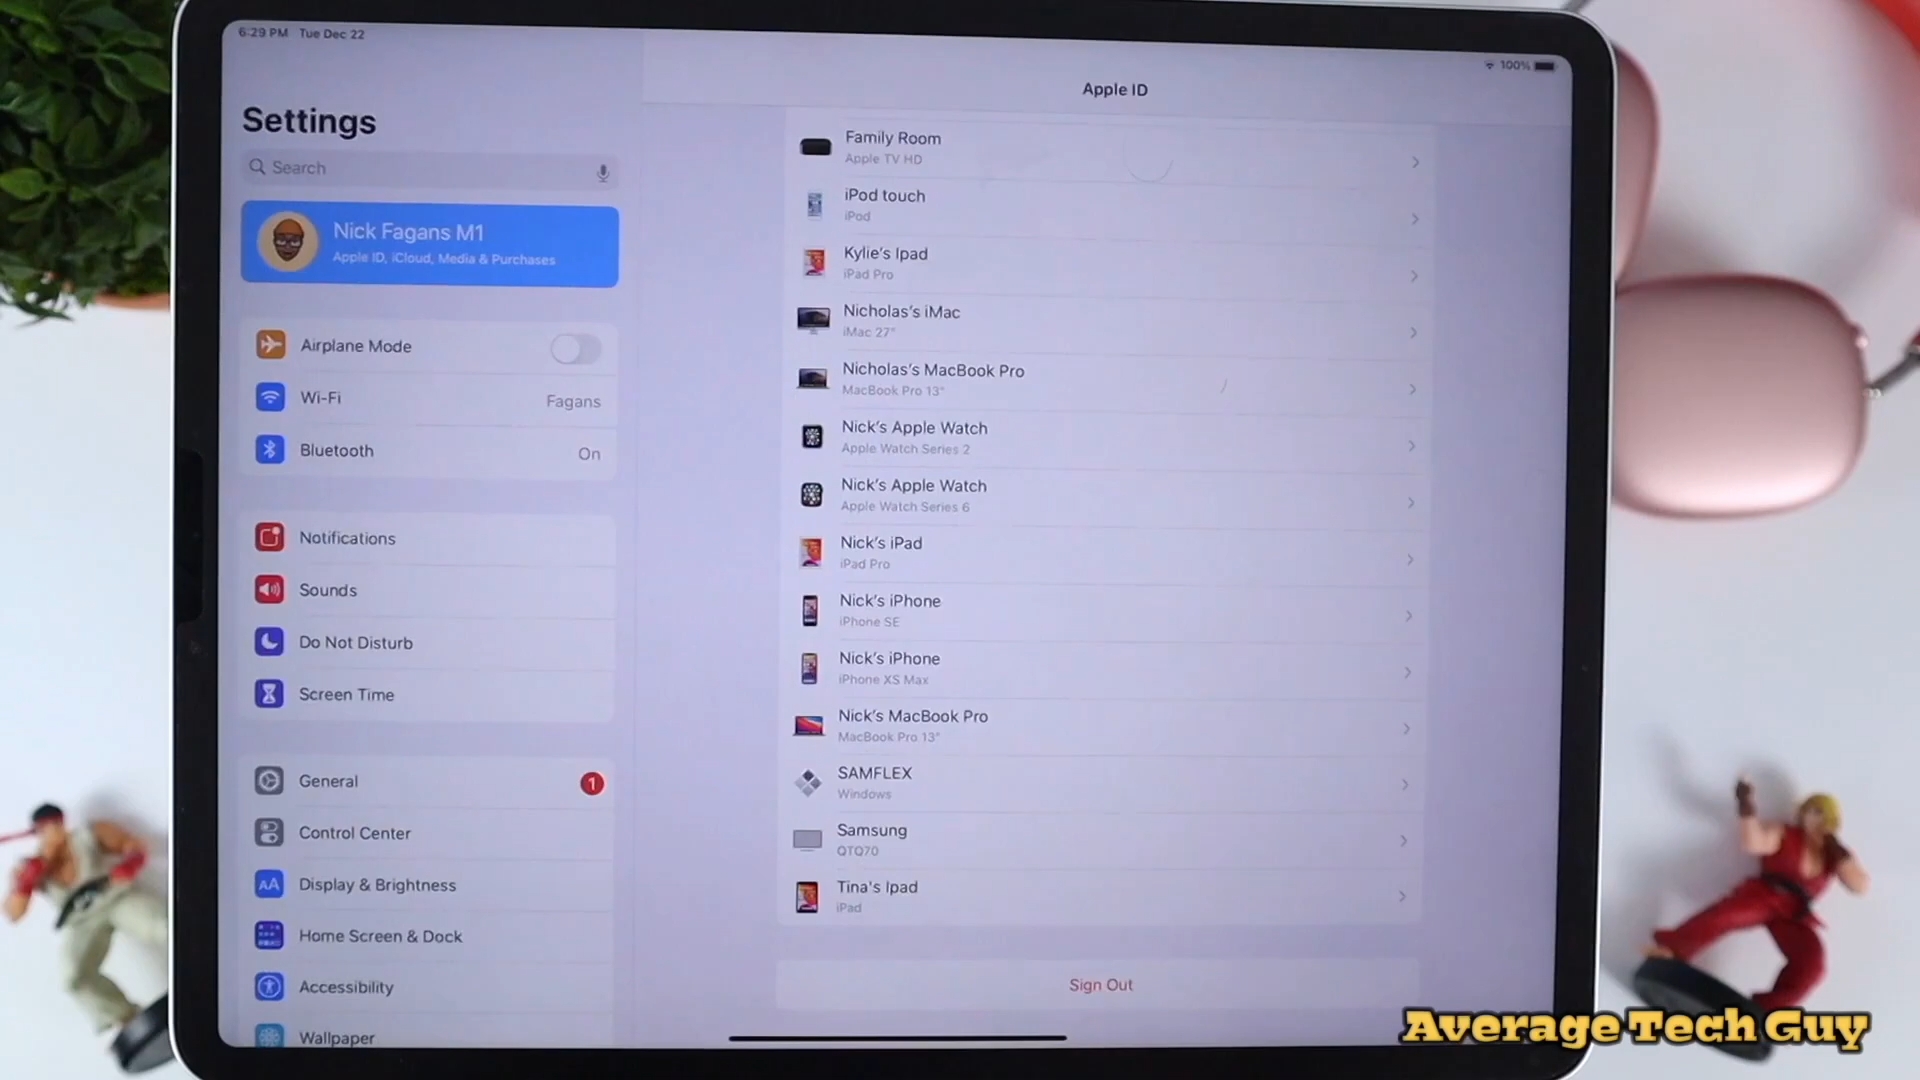 6:29 PM Tue Dec 22
100%
Settings
Search
Nick Fagans M1
Apple ID, iCloud, Media & Purchases
Airplane Mode
Wi-Fi
Fagans
Bluetooth
On
Notifications
Sounds
Do Not Disturb
Screen Time
General
1
Control Center
AA
Display & Brightness
Home Screen & Dock
Accessibility
Wallpaper
Apple ID
Family Room
Apple TV HD
iPod touch
iPod
Kylie's Ipad
iPad Pro
Nicholas's iMac
iMac 27"
Nicholas's MacBook Pro
MacBook Pro 13"
Nick's Apple Watch
Apple Watch Series 2
Nick's Apple Watch
Apple Watch Series 6
Nick's iPad
iPad Pro
Nick's iPhone
iPhone SE
Nick's iPhone
iPhone XS Max
Nick's MacBook Pro
MacBook Pro 13"
SAMFLEX
Windows
Samsung
QTQ70
Tina's Ipad
iPad
Sign Out
Average Tech Guy